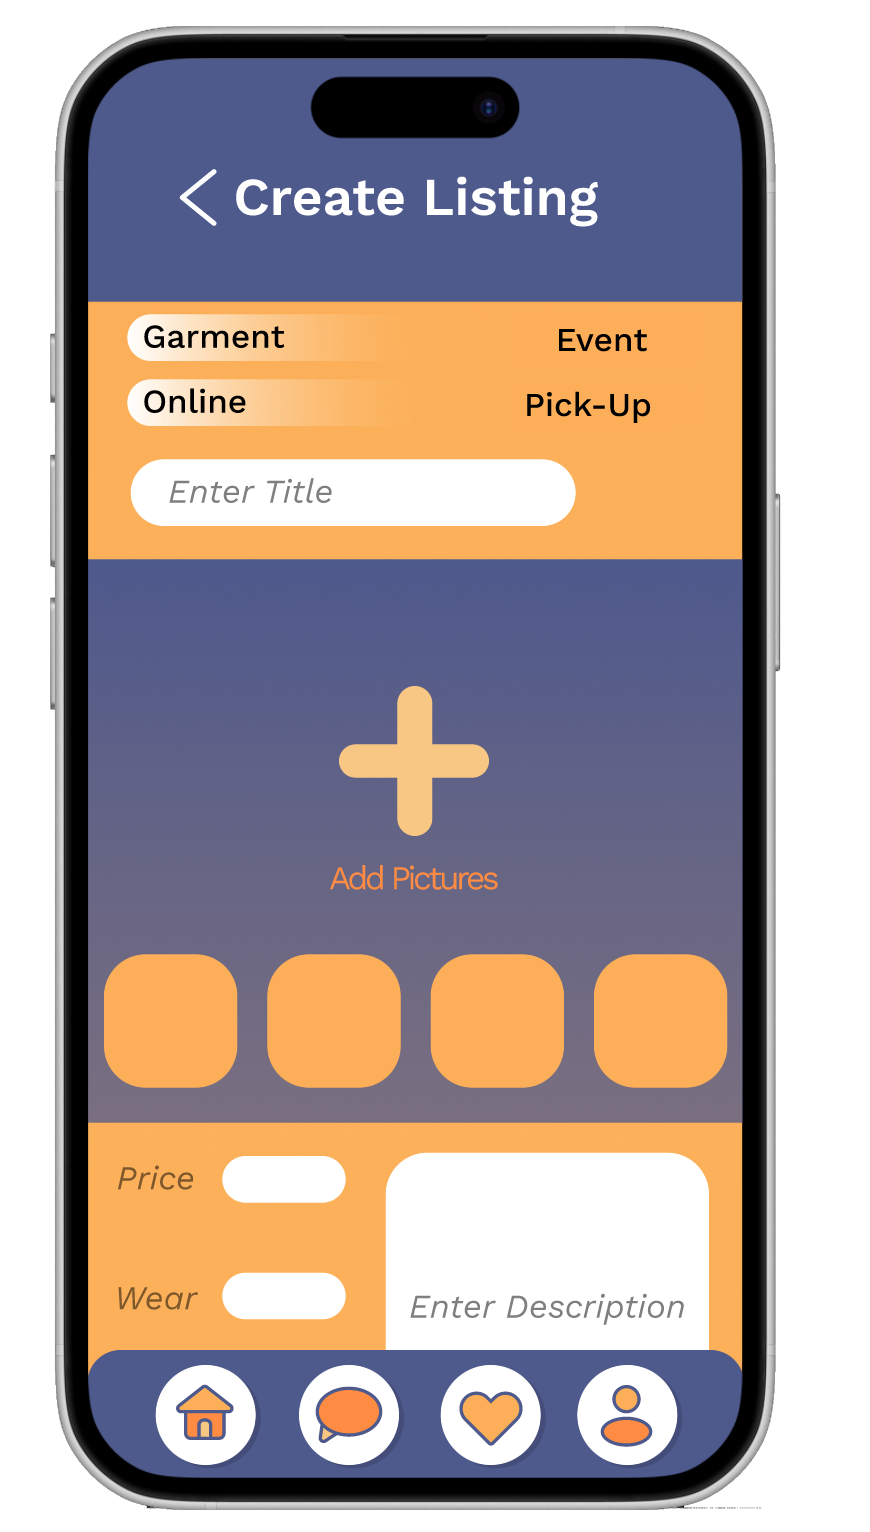 Create Listing
Garment Event
Online Pick-Up
Enter Title
Add Pictures
Price
Wear
Enter Description